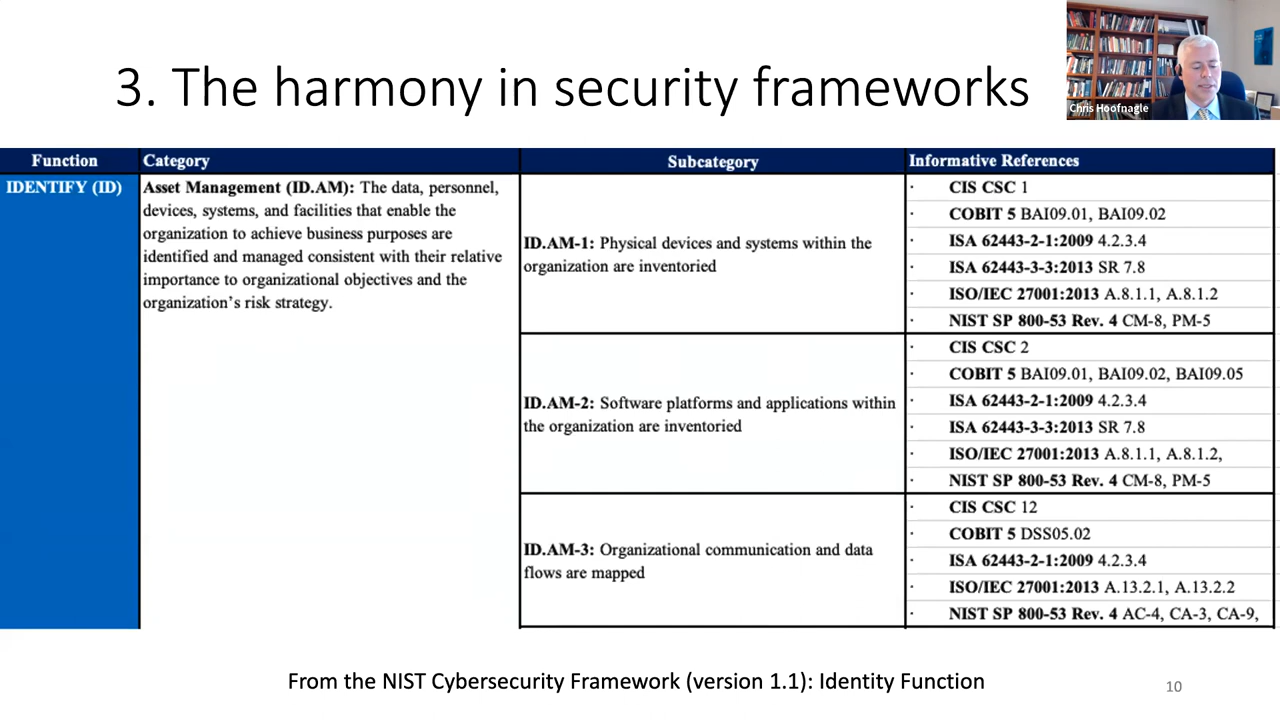 3. The harmony in security frameworks
Chris Hoofnagle
Function
Category
Subcategory
Informative References
IDENTIFY (ID)
Asset Management (ID.AM): The data, personnel,
devices, systems, and facilities that enable the
organization to achieve business purposes are
identified and managed consistent with their relative
importance to organizational objectives and the
organization's risk strategy.
ID.AM-1: Physical devices and systems within the
organization are inventoried
· CIS CSC 1
· COBIT 5 BAI09.01, BAI09.02
· ISA 62443-2-1:2009 4.2.3.4
· ISA 62443-3-3:2013 SR 7.8
· ISO/IEC 27001:2013 A.8.1.1, A.8.1.2
· NIST SP 800-53 Rev. 4 CM-8, PM-5
ID.AM-2: Software platforms and applications within
the organization are inventoried
· CIS CSC 2
· COBIT 5 BAI09.01, BAI09.02, BAI09.05
· ISA 62443-2-1:2009 4.2.3.4
· ISA 62443-3-3:2013 SR 7.8
· ISO/IEC 27001:2013 A.8.1.1, A.8.1.2,
· NIST SP 800-53 Rev. 4 CM-8, PM-5
ID.AM-3: Organizational communication and data
flows are mapped
· CIS CSC 12
· COBIT 5 DSS05.02
· ISA 62443-2-1:2009 4.2.3.4
· ISO/IEC 27001:2013 A.13.2.1, A.13.2.2
· NIST SP 800-53 Rev. 4 AC-4, CA-3, CA-9,
From the NIST Cybersecurity Framework (version 1.1): Identity Function
10